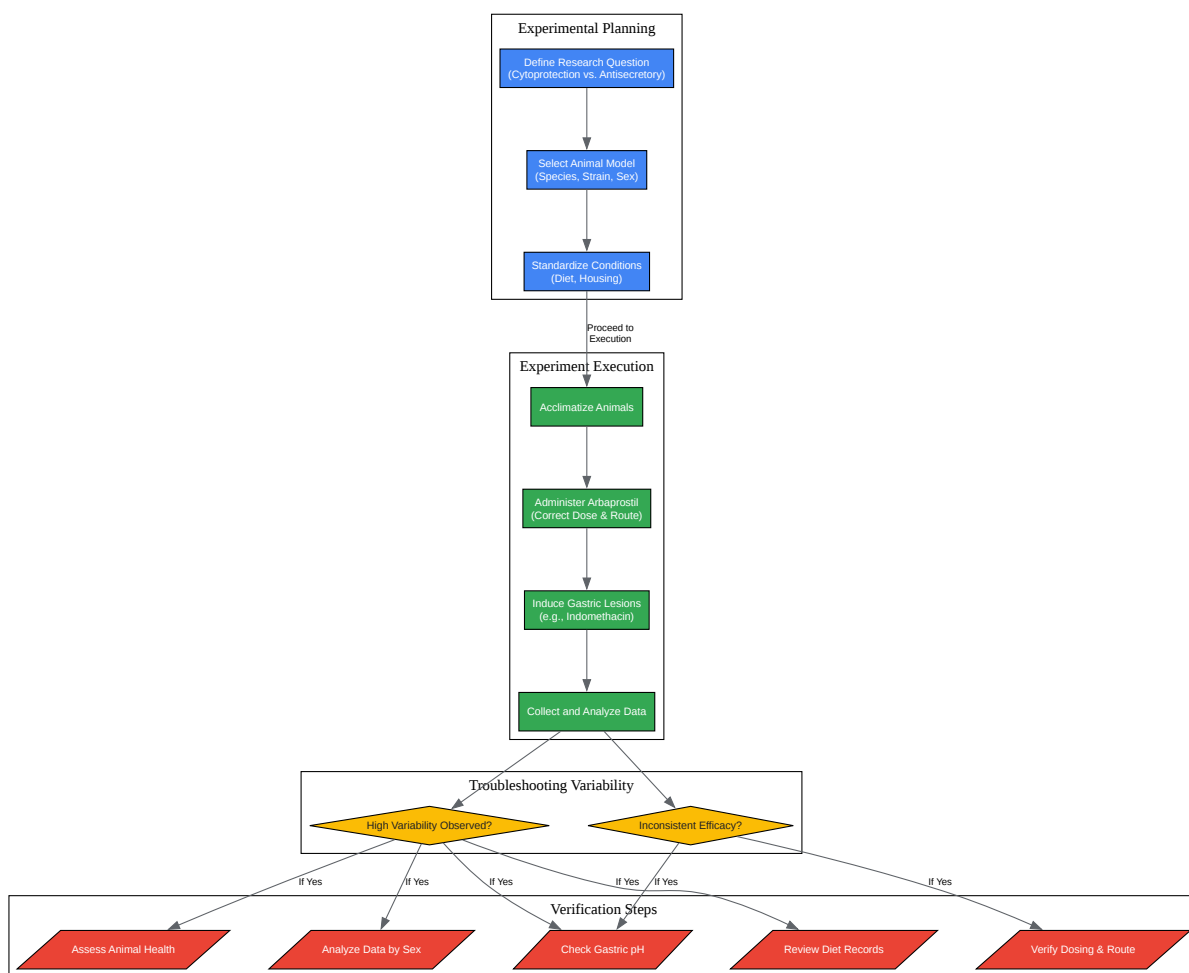 Experimental Planning
Define Research Question
(Cytoprotection vs. Antisecretory)
Select Animal Model
(Species, Strain, Sex)
Standardize Conditions
(Diet, Housing)
Proceed to
Execution
Experiment Execution
Acclimatize Animals
Administer Arbaprostil
(Correct Dose & Route)
Induce Gastric Lesions
(e.g., Indomethacin)
Collect and Analyze Data
Troubleshooting Variability
High Variability Observed?
Inconsistent Efficacy?
If Yes
If Yes
If Yes
If Yes
If Yes
If Yes
Verification Steps
Assess Animal Health
Analyze Data by Sex
Check Gastric pH
Review Diet Records
Verify Dosing & Route